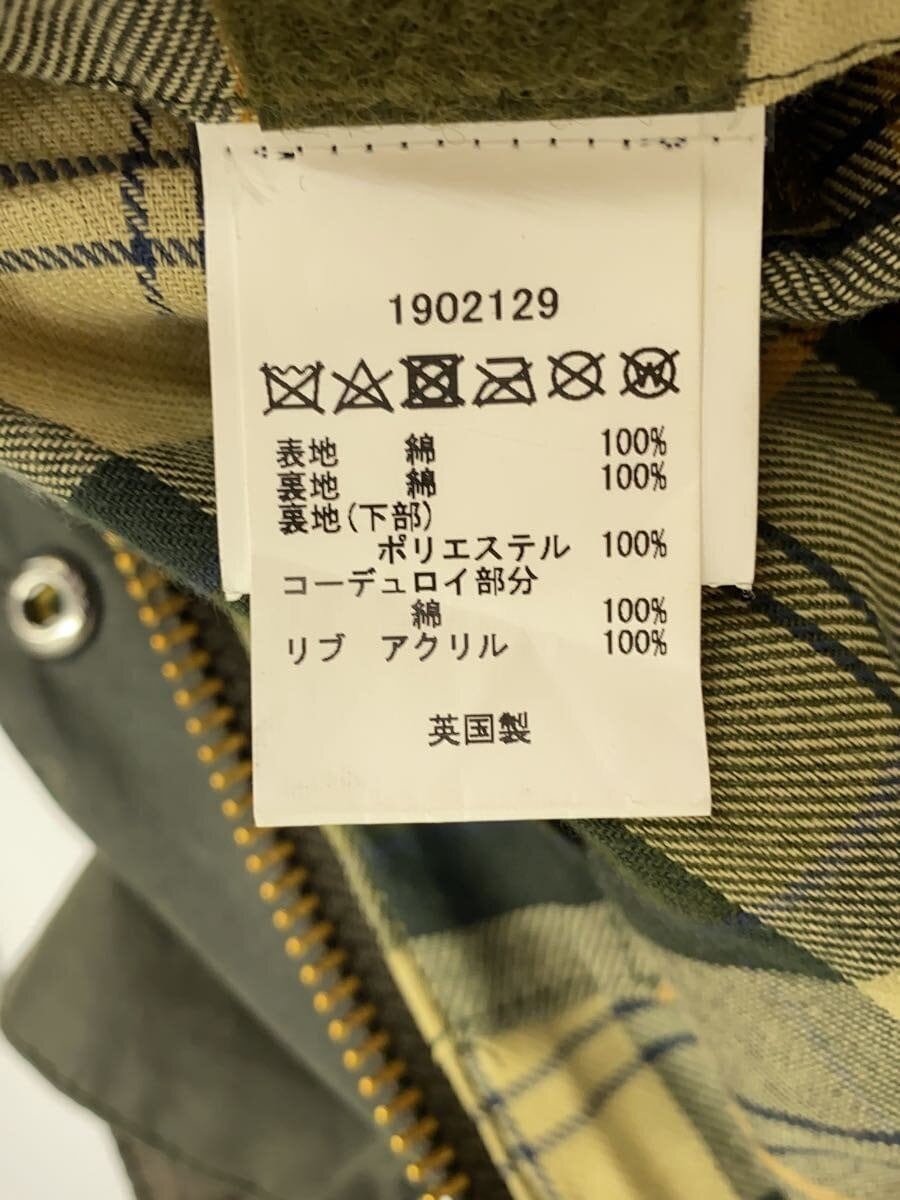 1902129
表地 綿 100%
裏地 綿 100%
裏地(下部)
ポリエステル 100%
コーデュロイ部分
綿 100%
リブ アクリル 100%
英国製